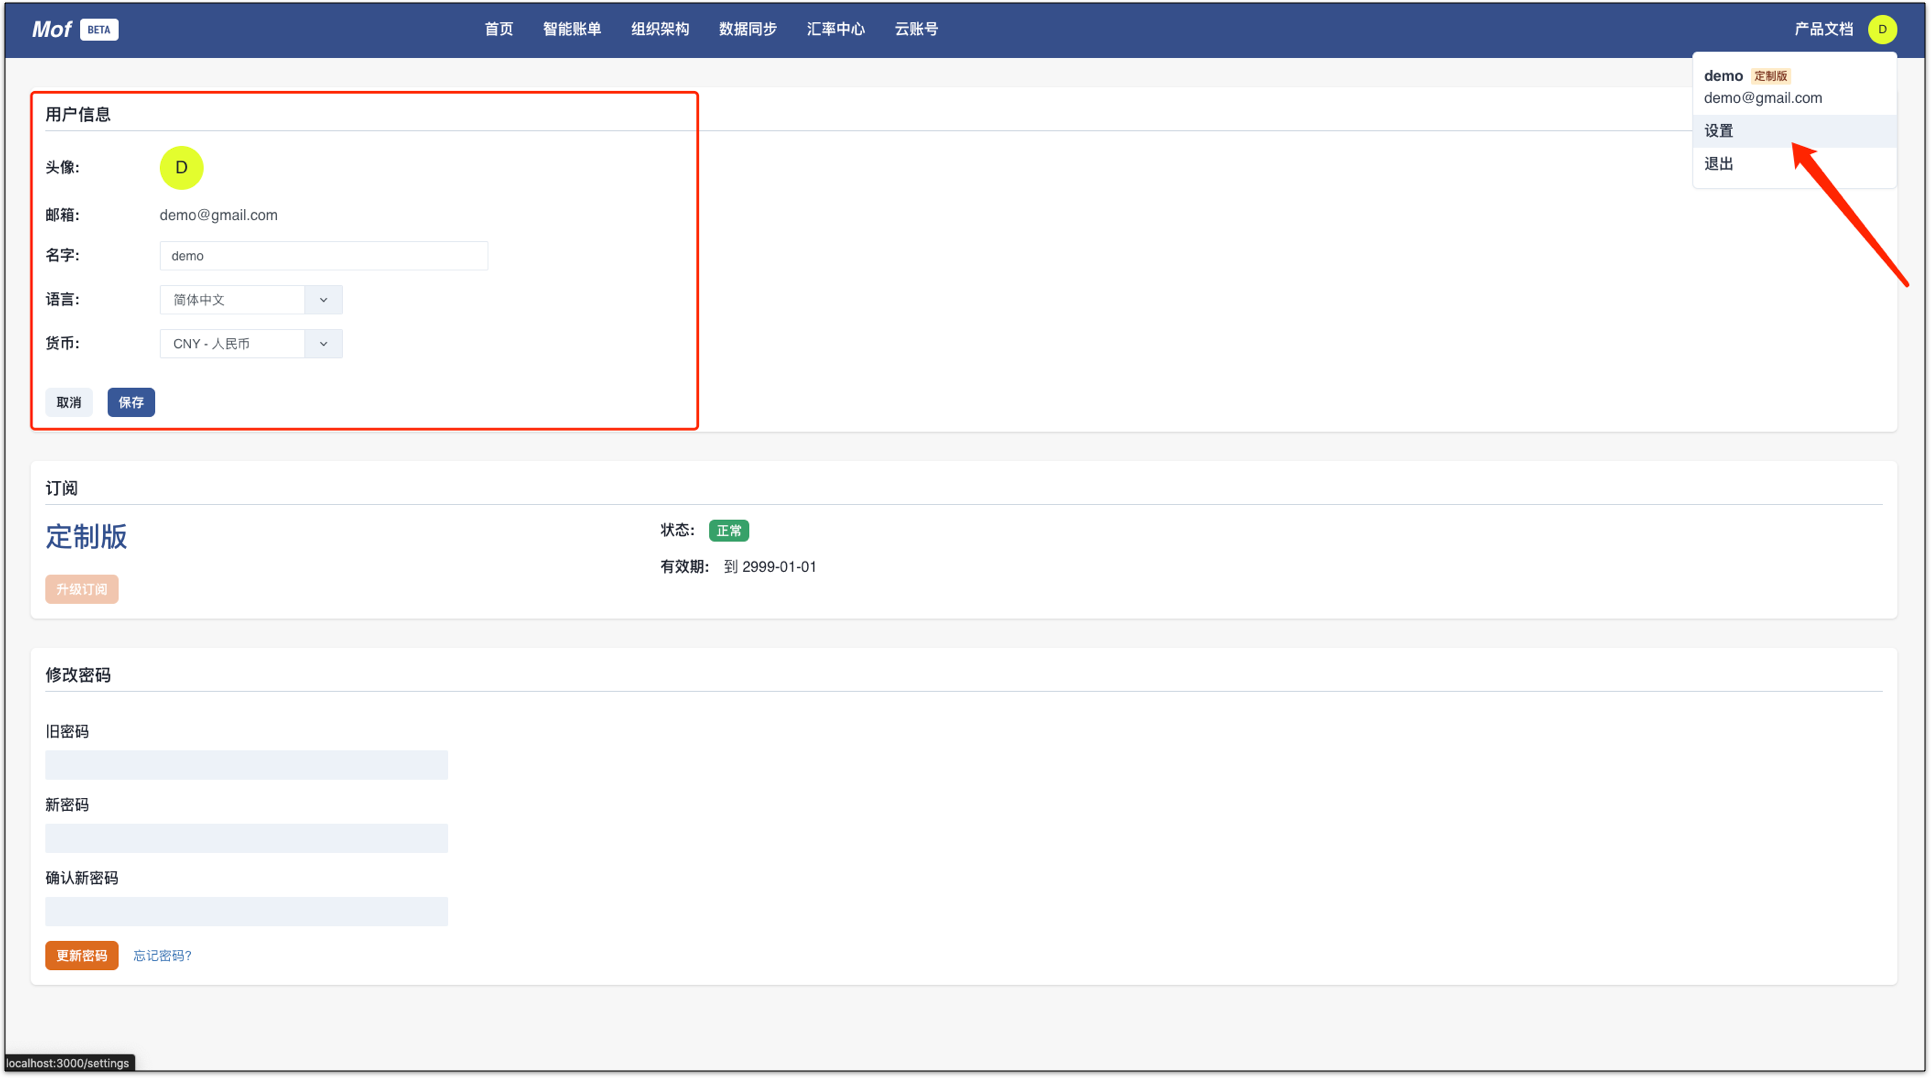 Mof BETA 首页 智能账单 组织架构 数据同步 汇率中心 云账号 产品文档 D
demo 定制版
demo@gmail.com
设置
退出
用户信息
头像: D
邮箱: demo@gmail.com
名字: demo
语言: 简体中文
货币: CNY - 人民币
取消 保存
订阅
定制版
升级订阅
状态: 正常
有效期: 到 2999-01-01
修改密码
旧密码
新密码
确认新密码
更新密码 忘记密码?
localhost:3000/settings